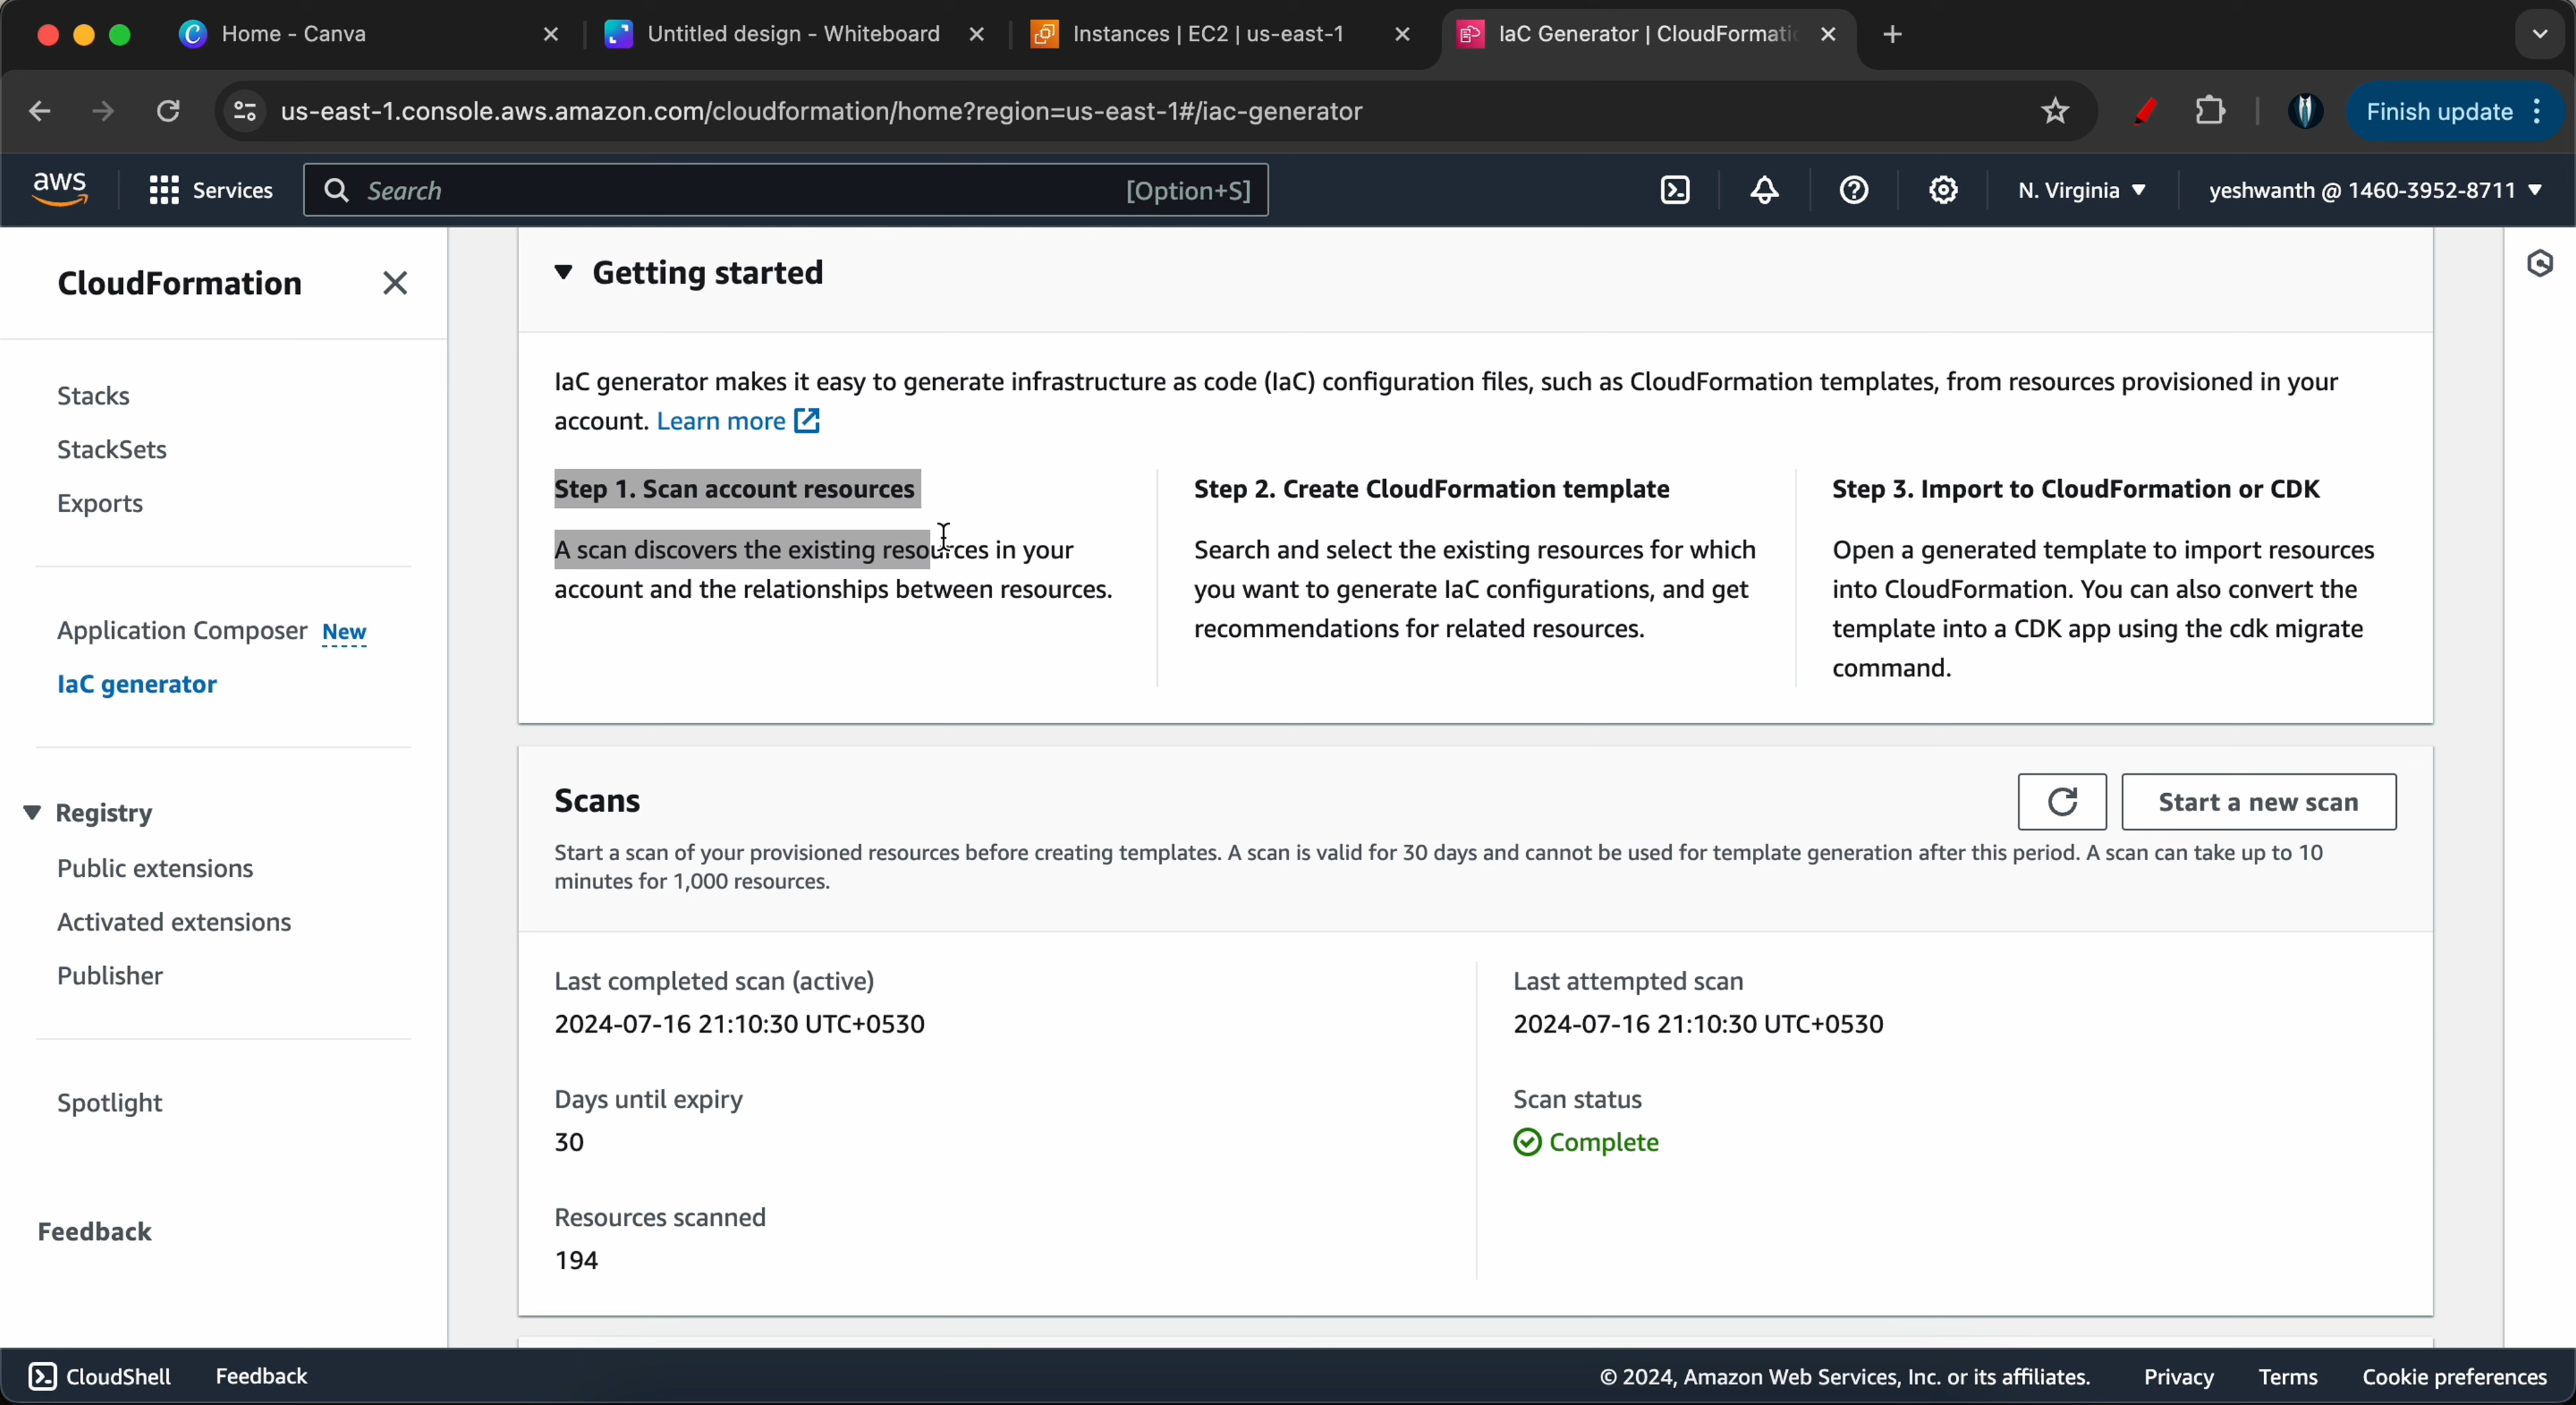 Home - Canva
Untitled design - Whiteboard
Instances | EC2 | us-east-1
IaC Generator | CloudFormati
us-east-1.console.aws.amazon.com/cloudformation/home?region=us-east-1#/iac-generator
Finish update
aws
Services
Search
[Option+S]
N. Virginia
yeshwanth @ 1460-3952-8711
CloudFormation
Stacks
StackSets
Exports
Application Composer New
IaC generator
Registry
Public extensions
Activated extensions
Publisher
Spotlight
Feedback
Getting started
IaC generator makes it easy to generate infrastructure as code (IaC) configuration files, such as CloudFormation templates, from resources provisioned in your
account. Learn more
Step 1. Scan account resources
A scan discovers the existing resources in your
account and the relationships between resources.
Step 2. Create CloudFormation template
Search and select the existing resources for which
you want to generate IaC configurations, and get
recommendations for related resources.
Step 3. Import to CloudFormation or CDK
Open a generated template to import resources
into CloudFormation. You can also convert the
template into a CDK app using the cdk migrate
command.
Scans
Start a new scan
Start a scan of your provisioned resources before creating templates. A scan is valid for 30 days and cannot be used for template generation after this period. A scan can take up to 10
minutes for 1,000 resources.
Last completed scan (active)
2024-07-16 21:10:30 UTC+0530
Days until expiry
30
Resources scanned
194
Last attempted scan
2024-07-16 21:10:30 UTC+0530
Scan status
Complete
CloudShell
Feedback
© 2024, Amazon Web Services, Inc. or its affiliates.
Privacy
Terms
Cookie preferences